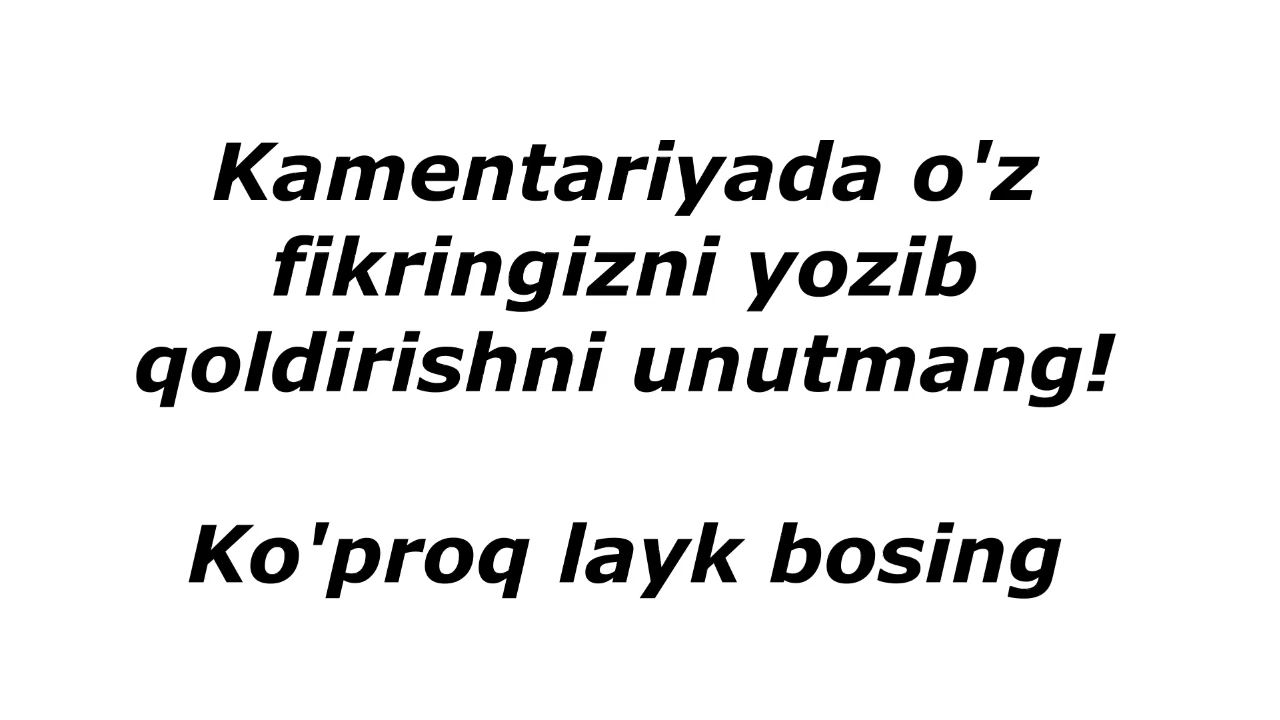 Kamentariyada o'z
fikringizni yozib
qoldirishni unutmang!
Ko'proq layk bosing